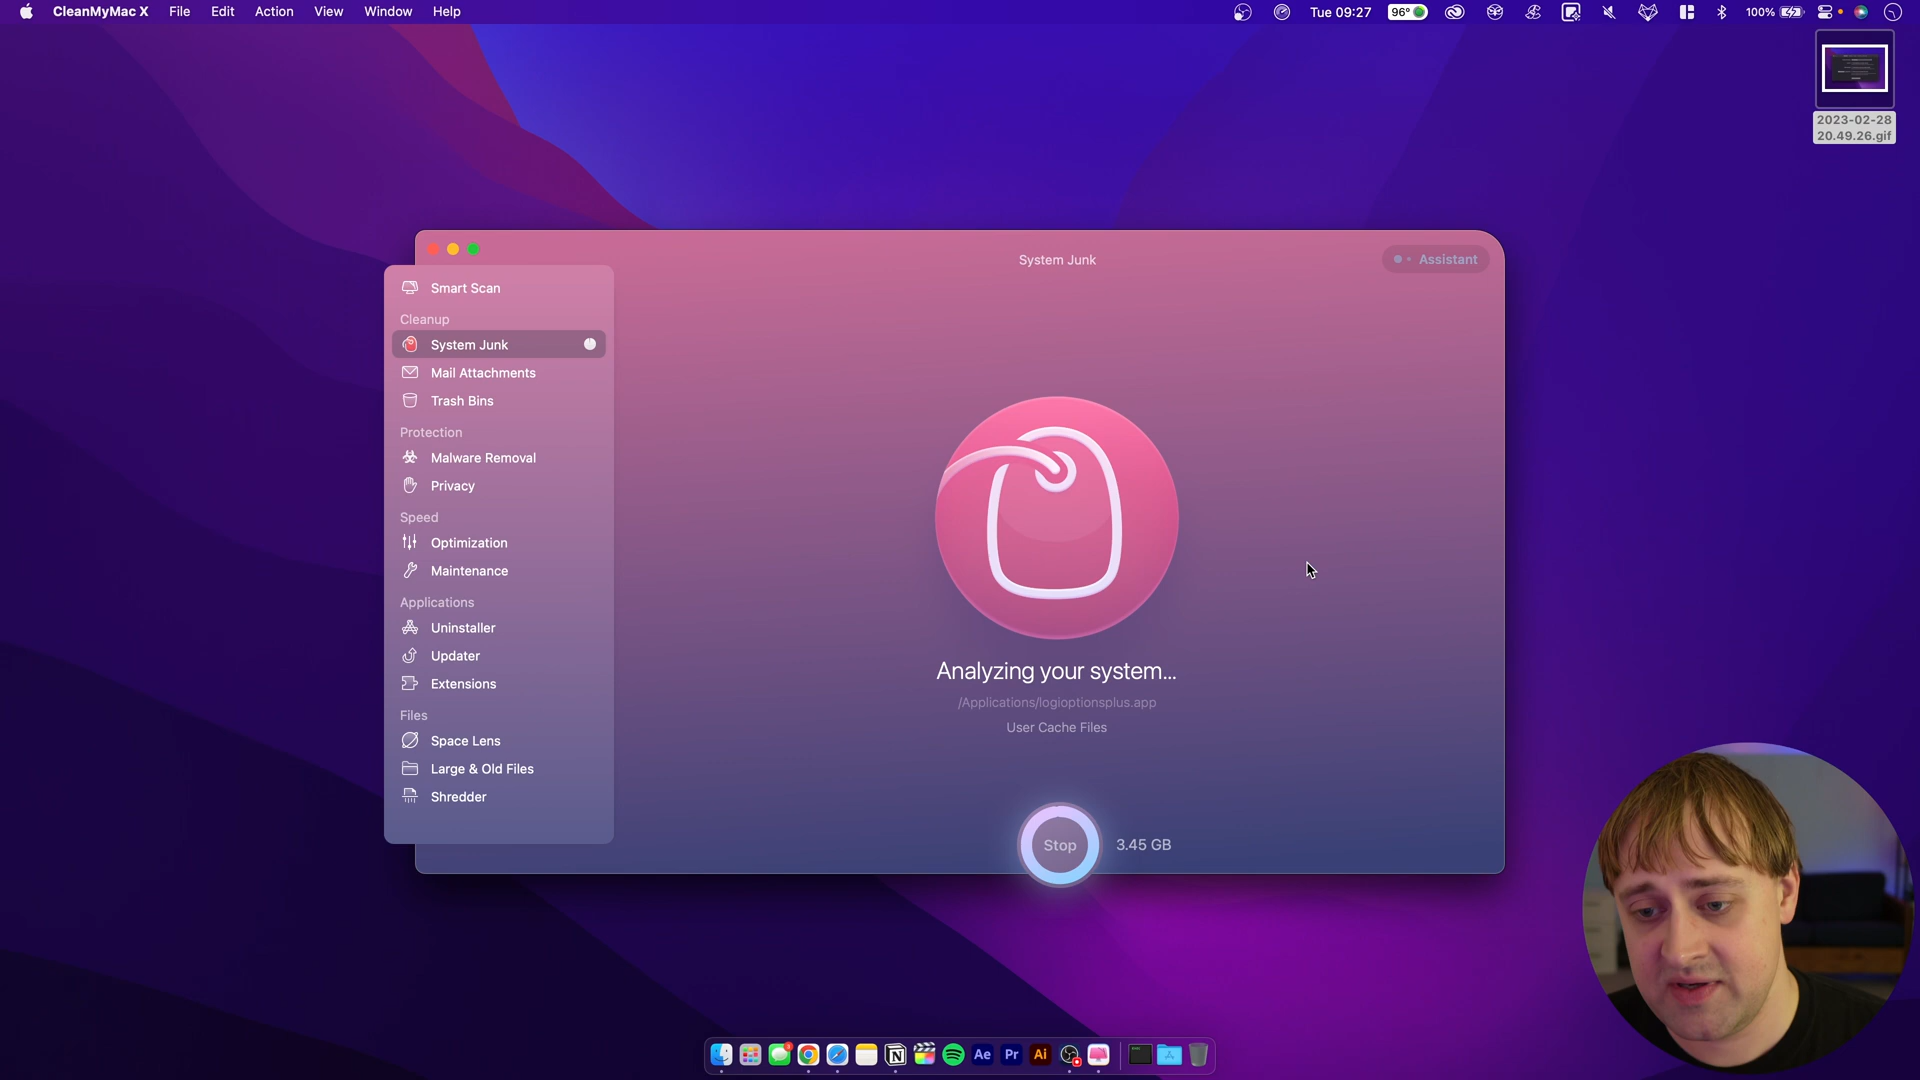 CleanMyMac X File Edit Action View Window Help
Tue 09:27 96° 100%
2023-02-28
20.49.26.gif
System Junk
Assistant
Smart Scan
Cleanup
System Junk
Mail Attachments
Trash Bins
Protection
Malware Removal
Privacy
Speed
Optimization
Maintenance
Applications
Uninstaller
Updater
Extensions
Files
Space Lens
Large & Old Files
Shredder
Analyzing your system...
/Applications/logioptionsplus.app
User Cache Files
Stop 3.45 GB
Ae Pr Ai